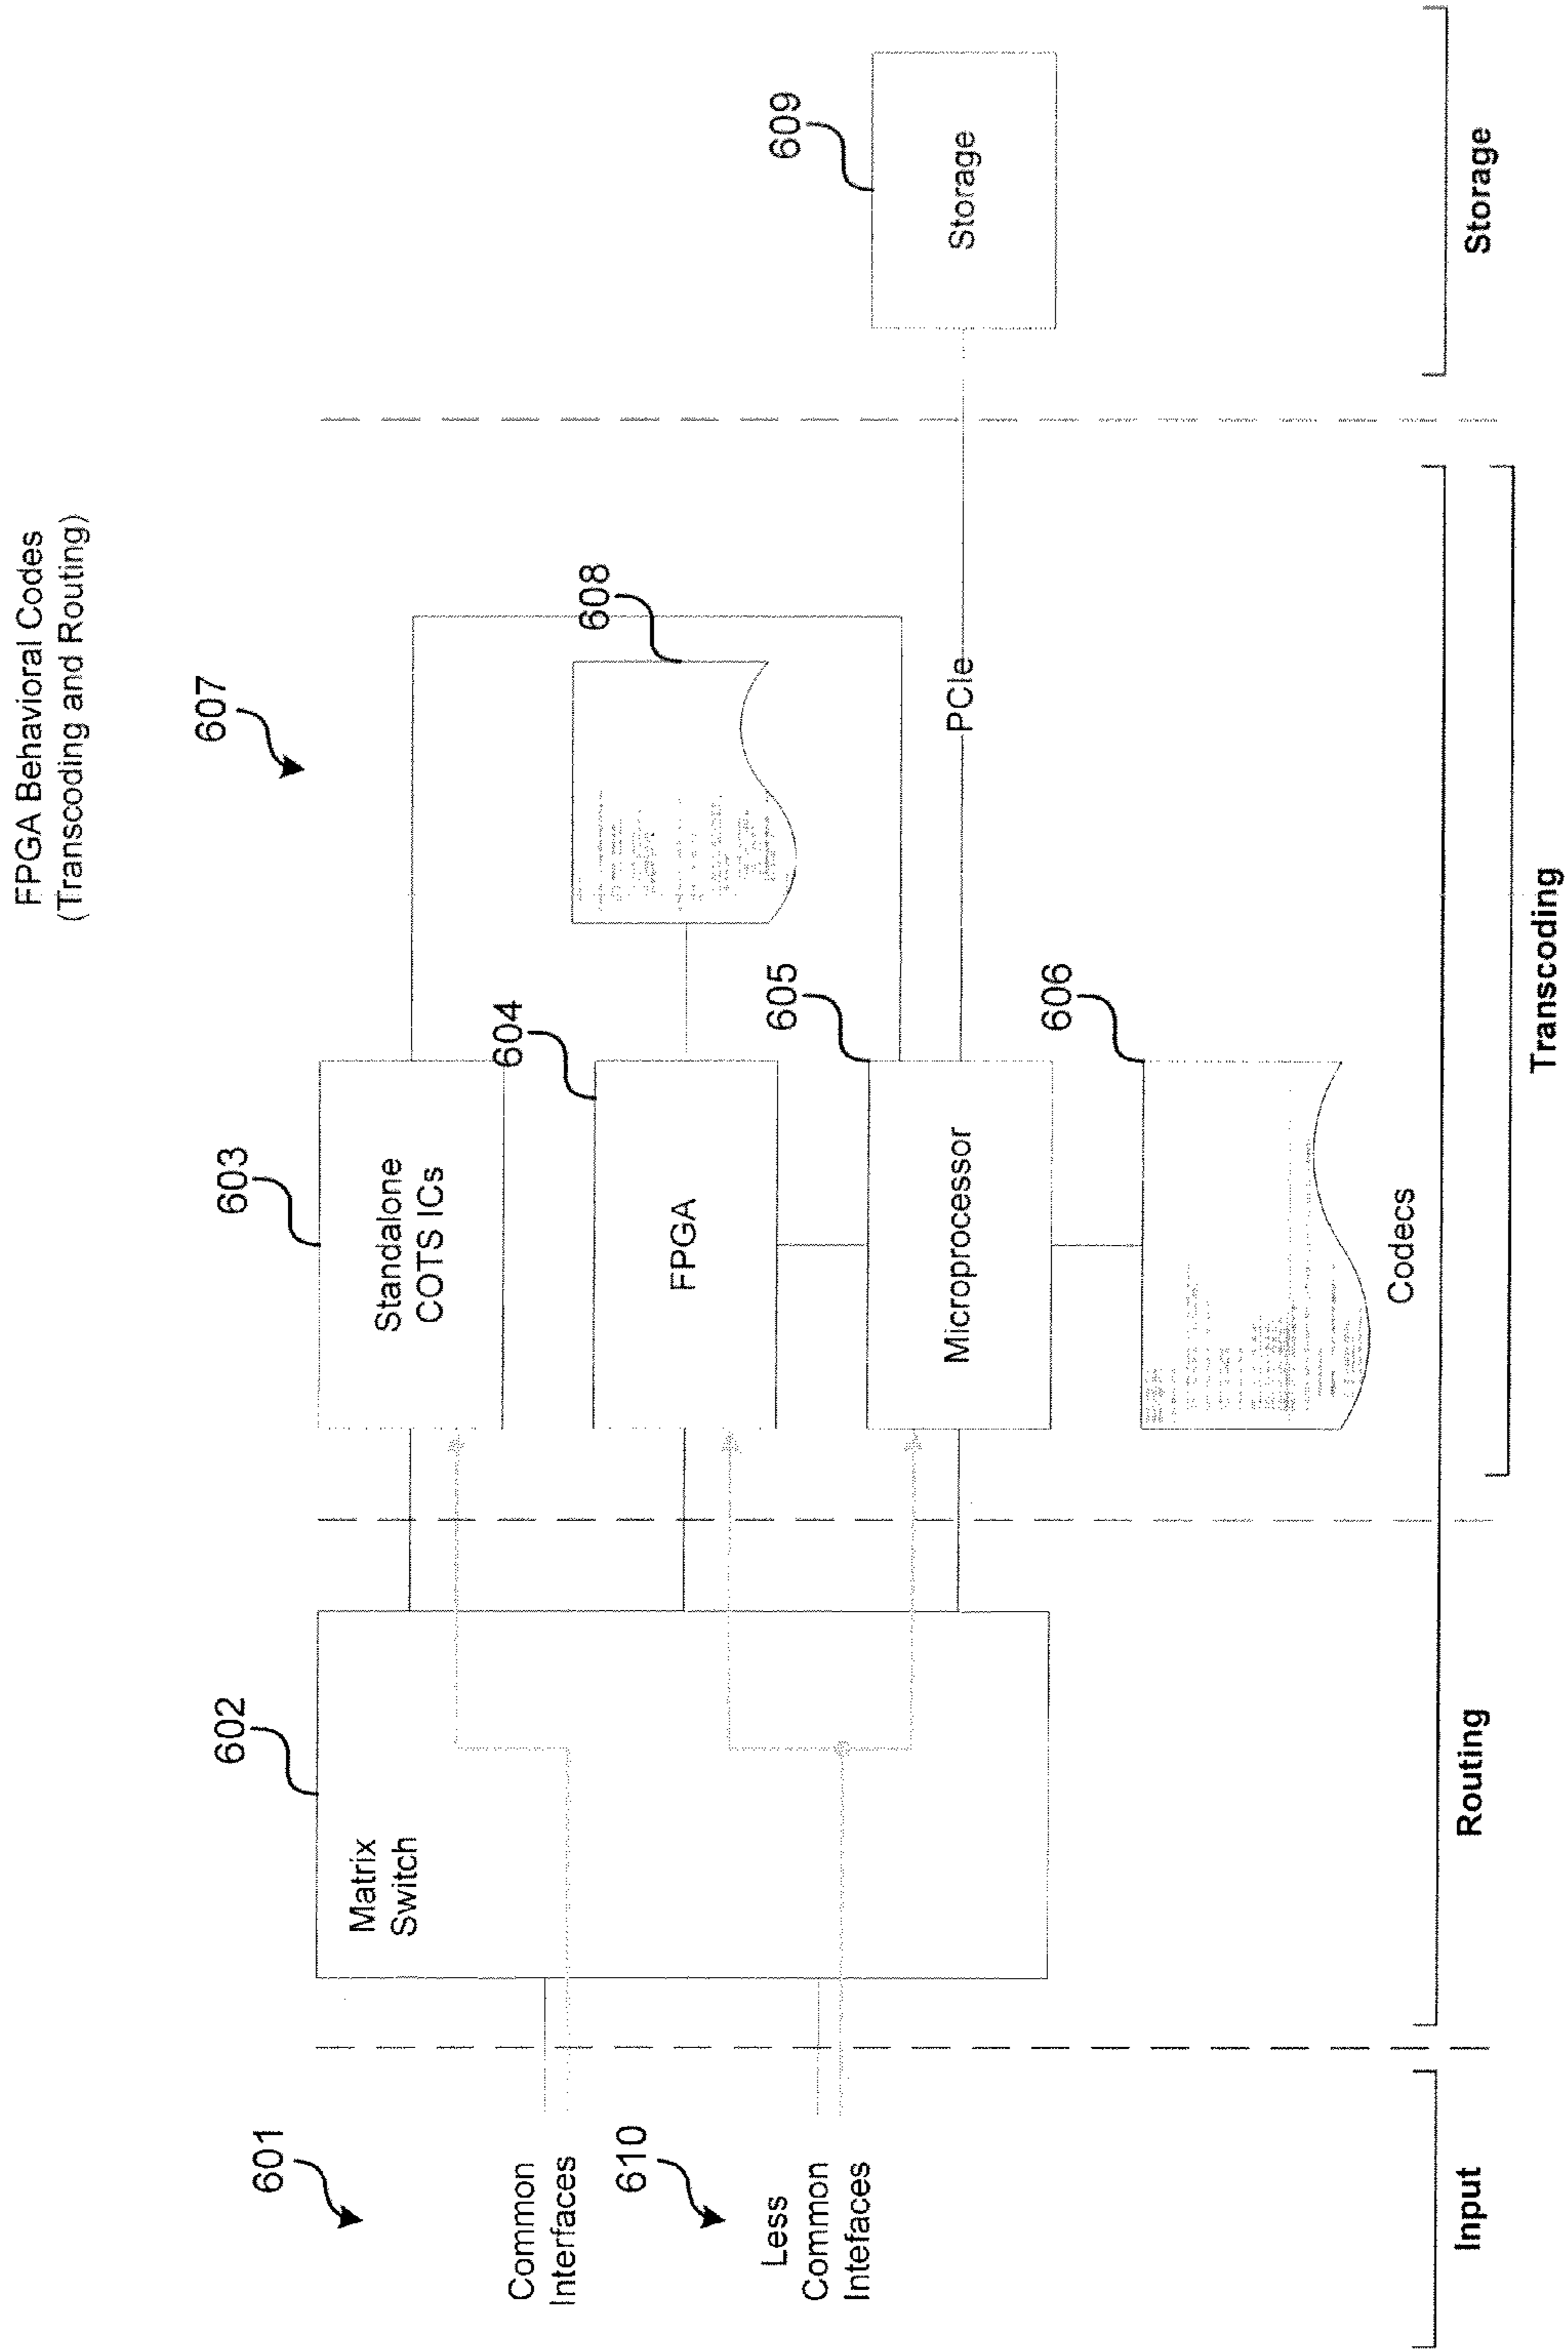 FPGA Behavioral Codes
(Transcoding and Routing)
607
601
Common
Interfaces
610
Less
Common
Intefaces
602
Matrix
Switch
603
Standalone
COTS ICs
604
FPGA
605
Microprocessor
606
Codecs
608
PCIe
609
Storage
Input
Routing
Transcoding
Storage